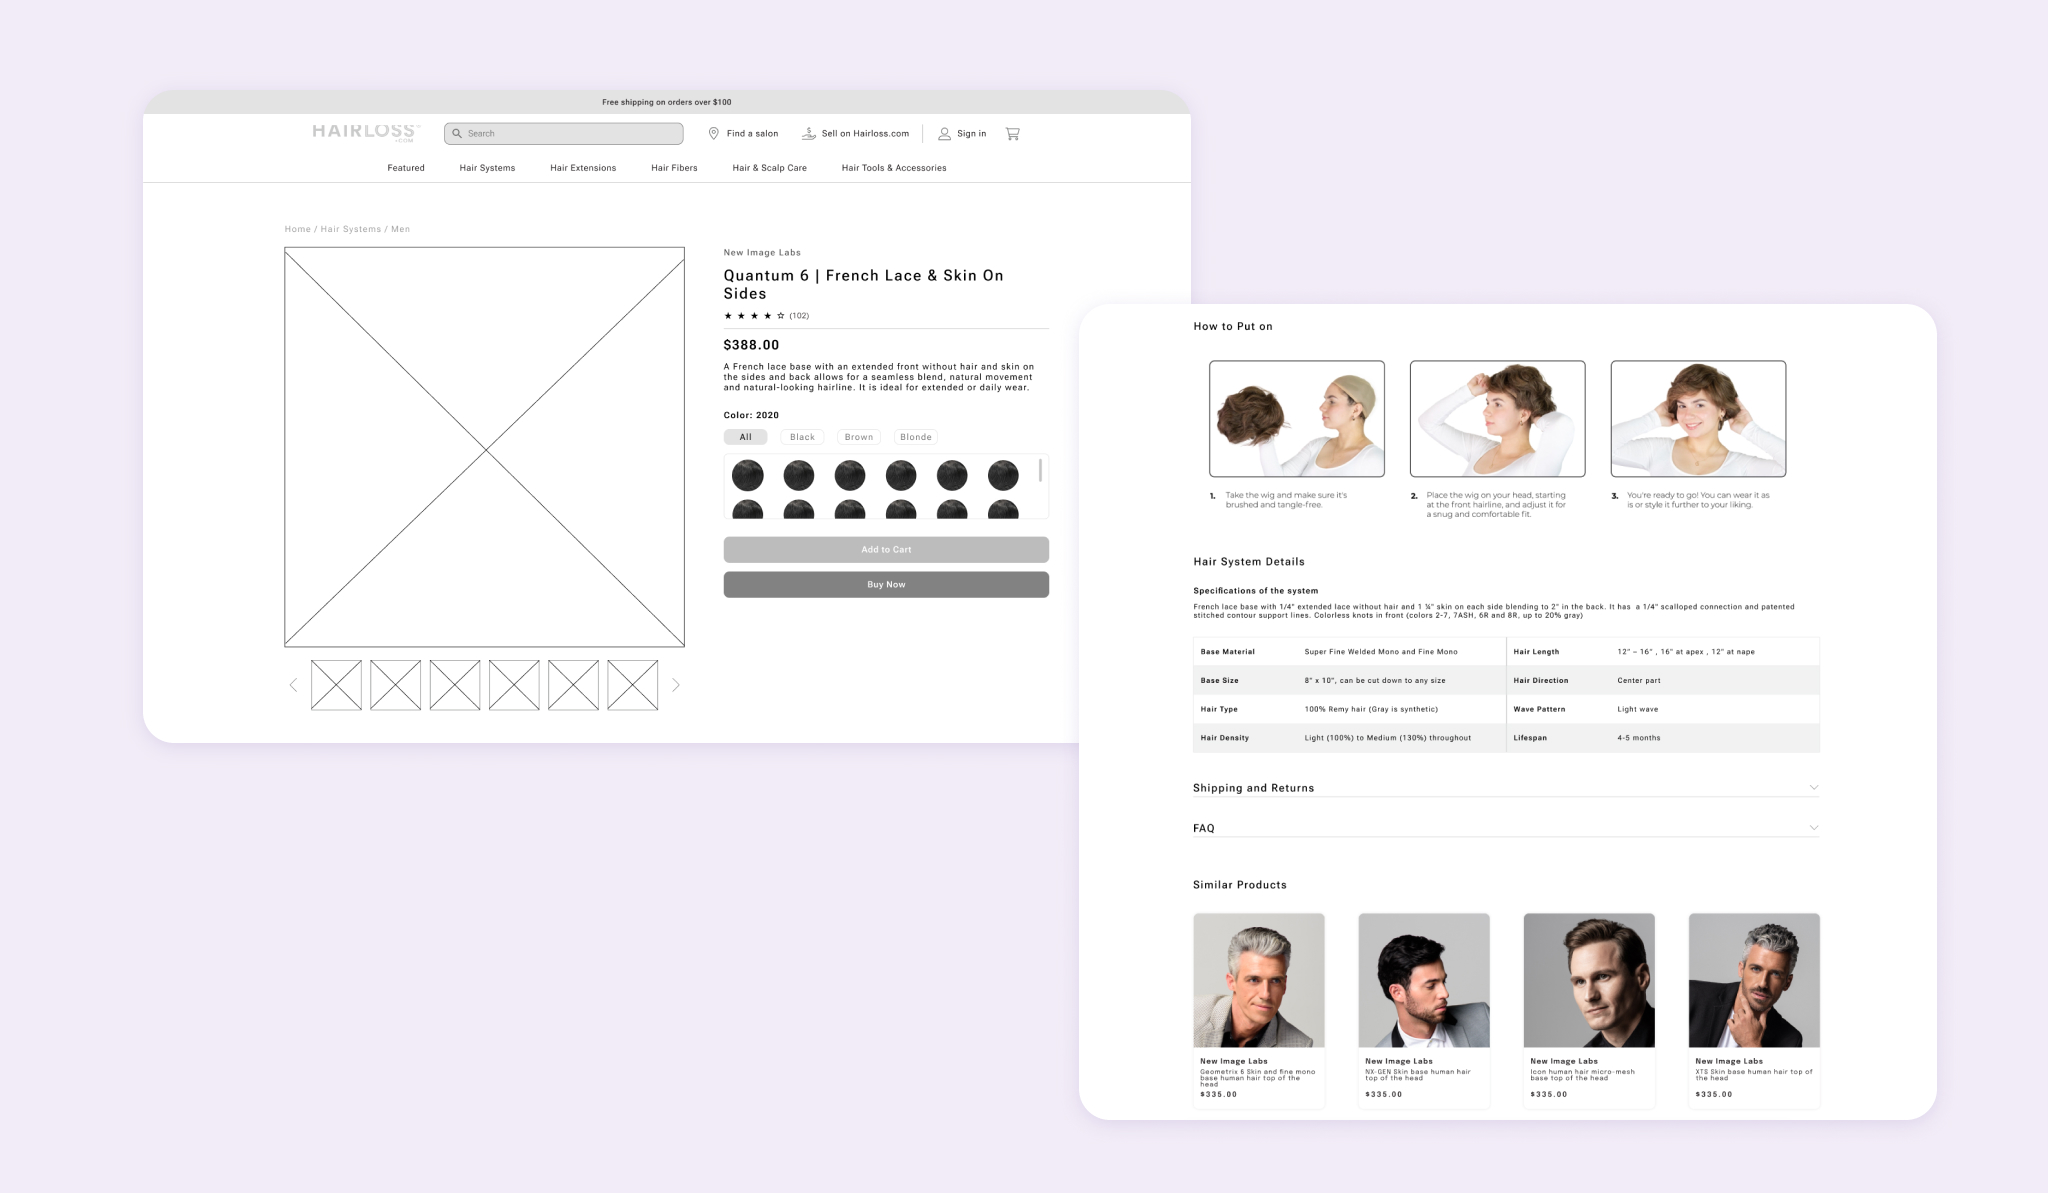 Free shipping on orders over $100
HAIRLOSS
.COM
Search
Find a salon
Sell on Hairloss.com
Sign in
Featured
Hair Systems
Hair Extensions
Hair Fibers
Hair & Scalp Care
Hair Tools & Accessories
Home / Hair Systems / Men
New Image Labs
Quantum 6 | French Lace & Skin On
Sides
★ ★ ★ ★ ☆ (102)
$388.00
A French lace base with an extended front without hair and skin on
the sides and back allows for a seamless blend, natural movement
and natural-looking hairline. It is ideal for extended or daily wear.
Color: 2020
All
Black
Brown
Blonde
Add to Cart
Buy Now
How to Put on
1. Take the wig and make sure it's
brushed and tangle-free.
2. Place the wig on your head, starting
at the front hairline, and adjust it for
a snug and comfortable fit.
3. You're ready to go! You can wear it as
is or style it further to your liking.
Hair System Details
Specifications of the system
French lace base with 1/4" extended lace without hair and 1 ¼" skin on each side blending to 2" in the back. It has a 1/4" scalloped connection and patented
stitched contour support lines. Colorless knots in front (colors 2-7, 7ASH, 6R and 8R, up to 20% gray)
Base Material Super Fine Welded Mono and Fine Mono Hair Length 12" – 16" , 16" at apex , 12" at nape
Base Size 8" x 10", can be cut down to any size Hair Direction Center part
Hair Type 100% Remy hair (Gray is synthetic) Wave Pattern Light wave
Hair Density Light (100%) to Medium (130%) throughout Lifespan 4-5 months
Shipping and Returns
FAQ
Similar Products
New Image Labs
Geometrix 6 Skin and fine mono
base human hair top of the
head
$335.00
New Image Labs
NX-GEN Skin base human hair
top of the head
$335.00
New Image Labs
Icon human hair micro-mesh
base top of the head
$335.00
New Image Labs
XTS Skin base human hair top of
the head
$335.00